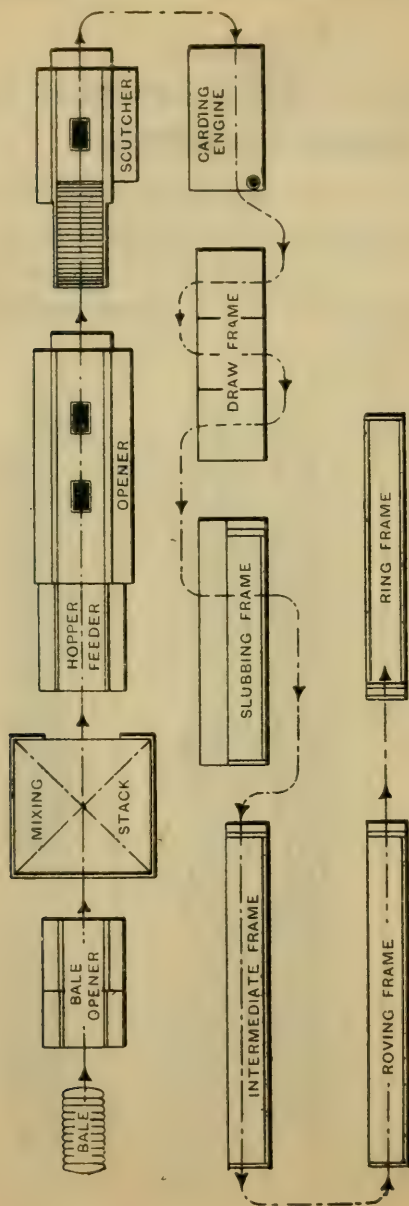 BALE
BALE
OPENER
MIXING
STACK
HOPPER
FEEDER
OPENER
SCUTCHER
CARDING
ENGINE
DRAW FRAME
SLUBBING FRAME
INTERMEDIATE FRAME
ROVING FRAME
RING FRAME